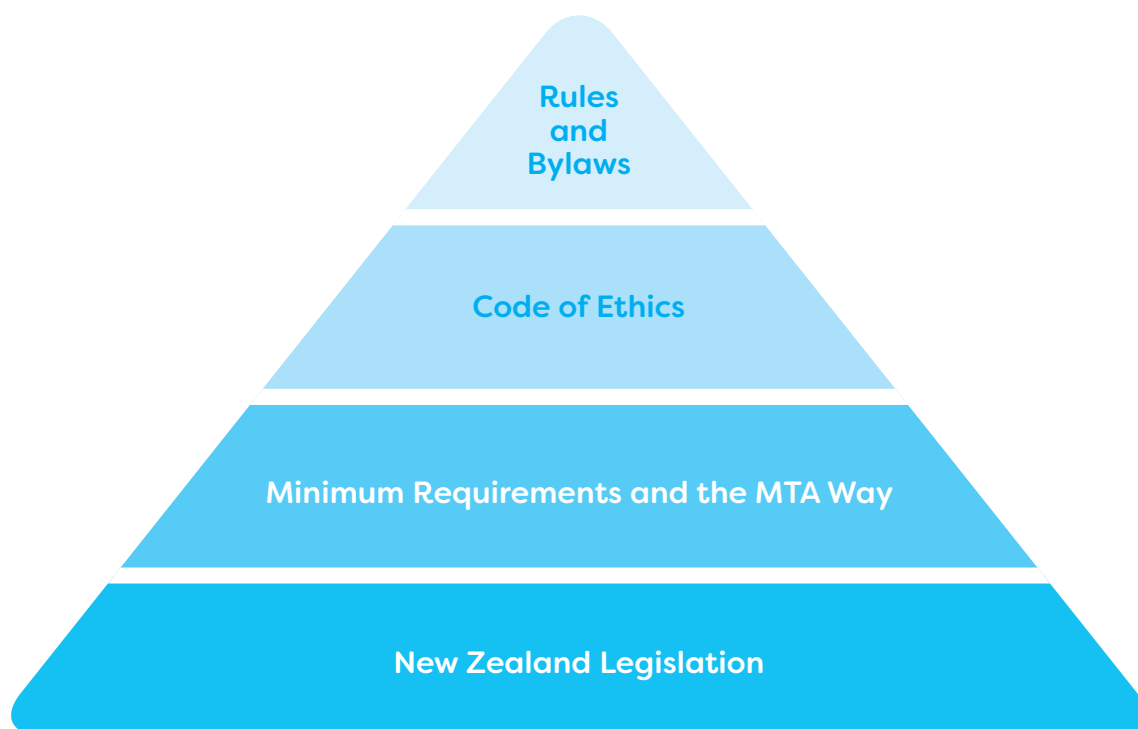 Rules
and
Bylaws
Code of Ethics
Minimum Requirements and the MTA Way
New Zealand Legislation